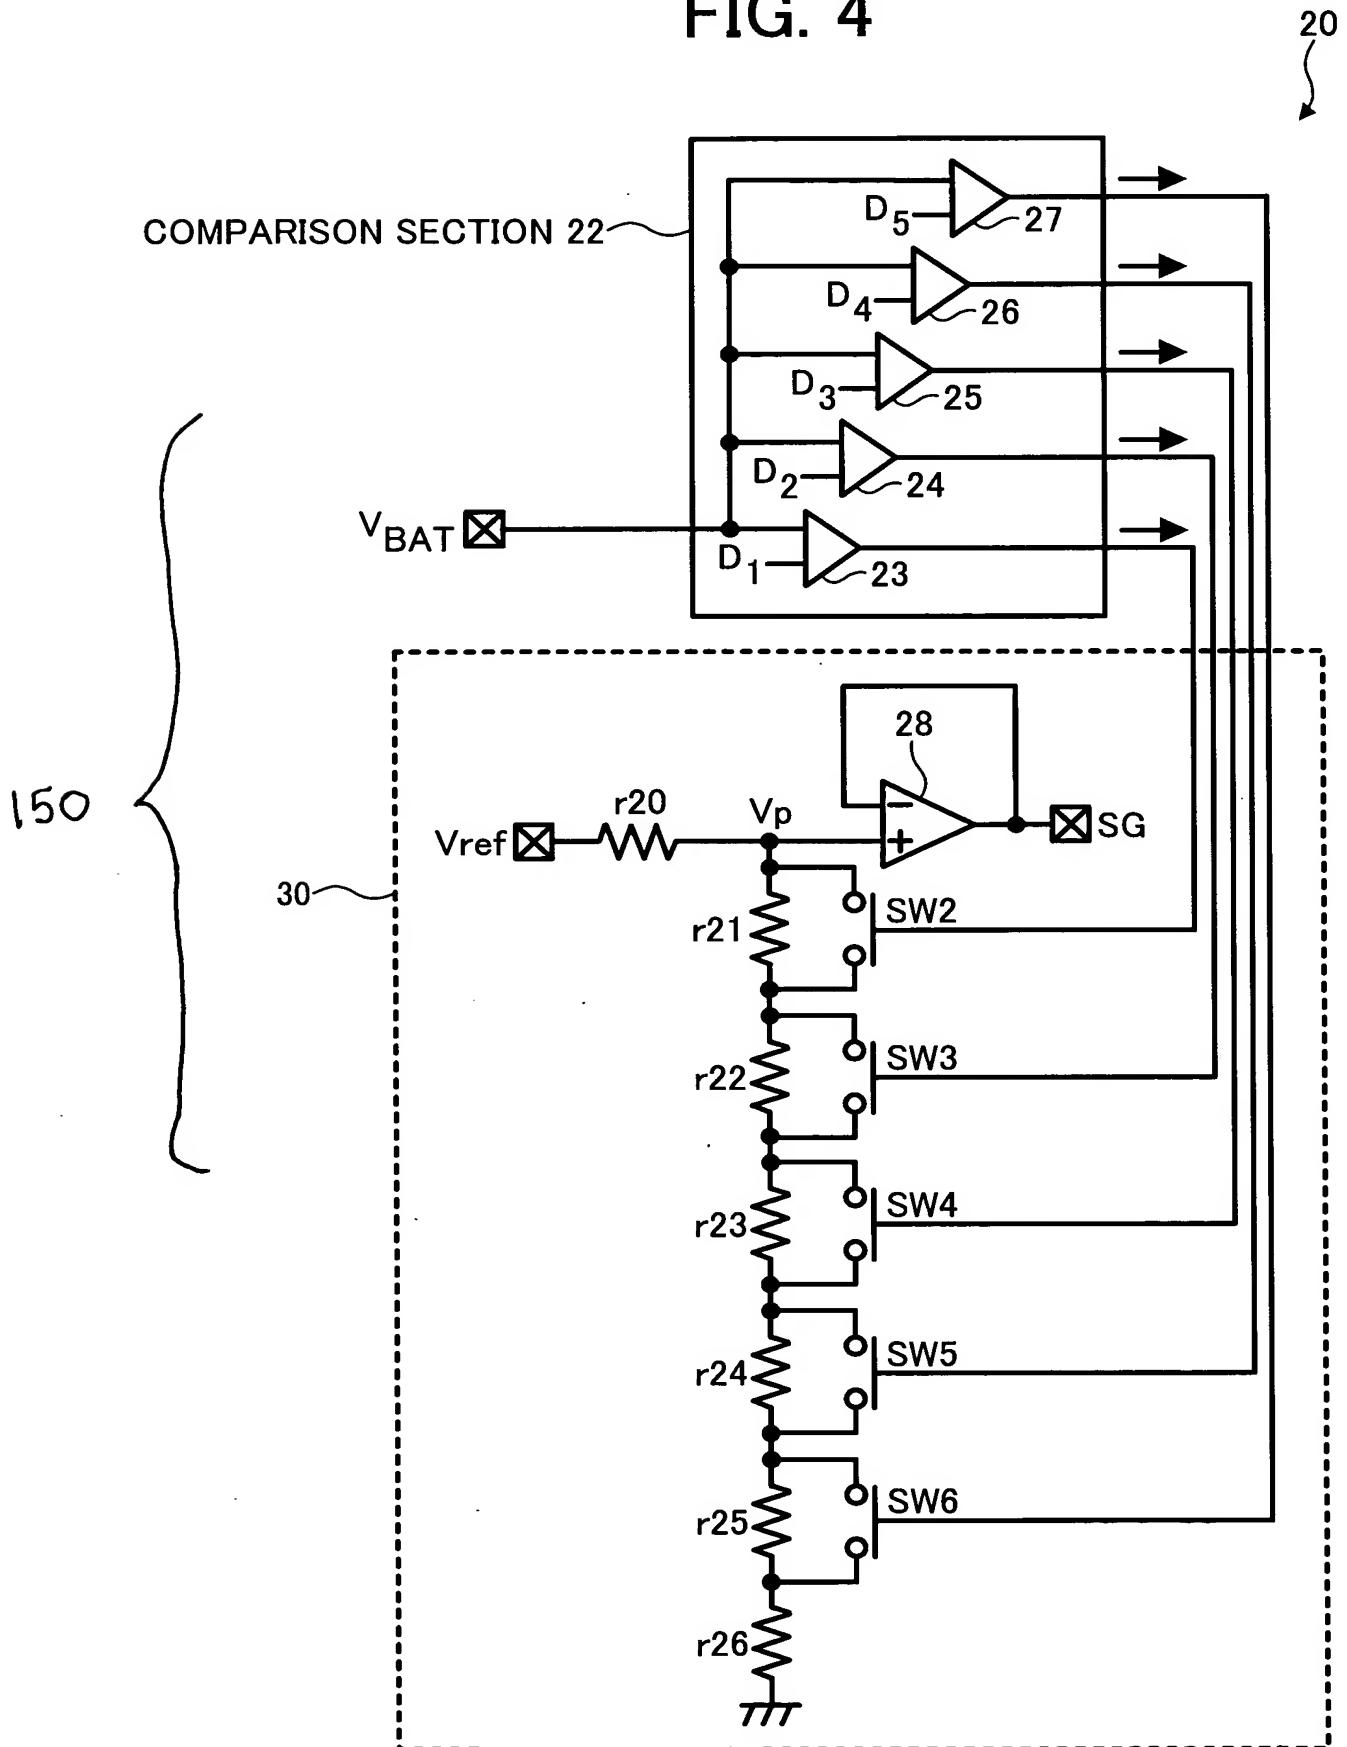 FIG. 4
20
COMPARISON SECTION 22
D5
27
D4
26
D3
25
D2
24
VBAT
D1
23
150
28
r20
Vp
Vref
−
+
SG
30
r21
SW2
r22
SW3
r23
SW4
r24
SW5
r25
SW6
r26